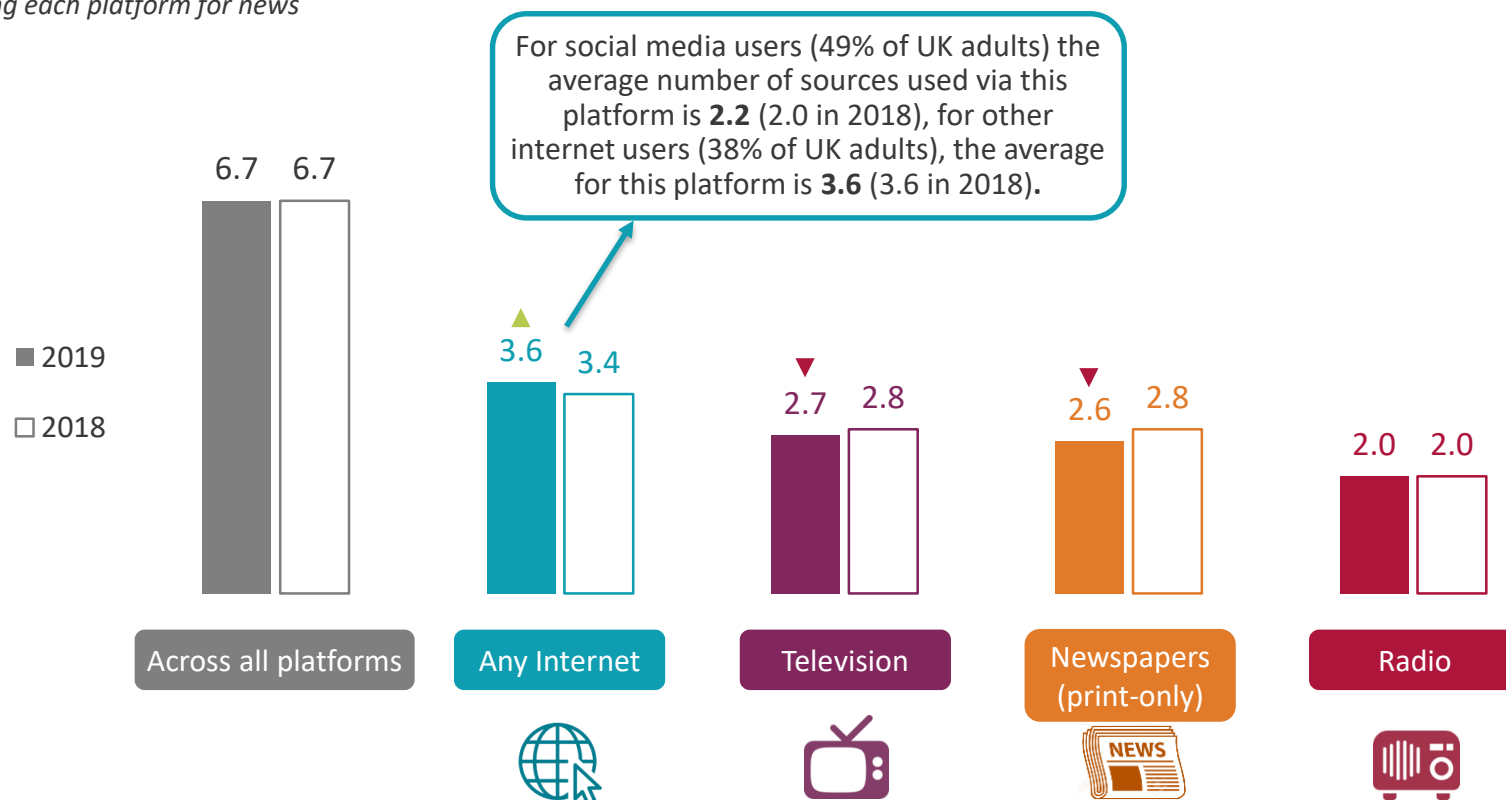 ng each platform for news
For social media users (49% of UK adults) the
average number of sources used via this
platform is 2.2 (2.0 in 2018), for other
internet users (38% of UK adults), the average
for this platform is 3.6 (3.6 in 2018).
6.7 6.7
3.6 3.4
2.7 2.8
2.6 2.8
2.0 2.0
2019
2018
Across all platforms
Any Internet
Television
Newspapers
(print-only)
Radio
NEWS